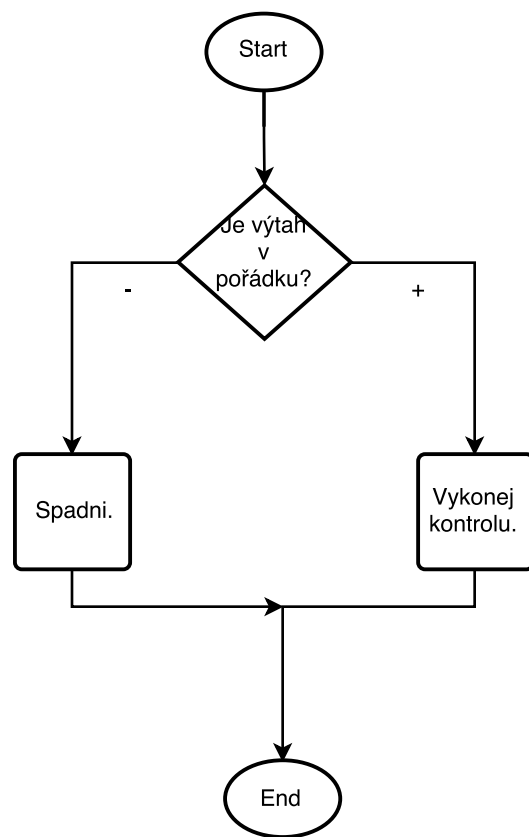 Start
Je výtah
v
pořádku?
-
+
Spadni.
Vykonej
kontrolu.
End